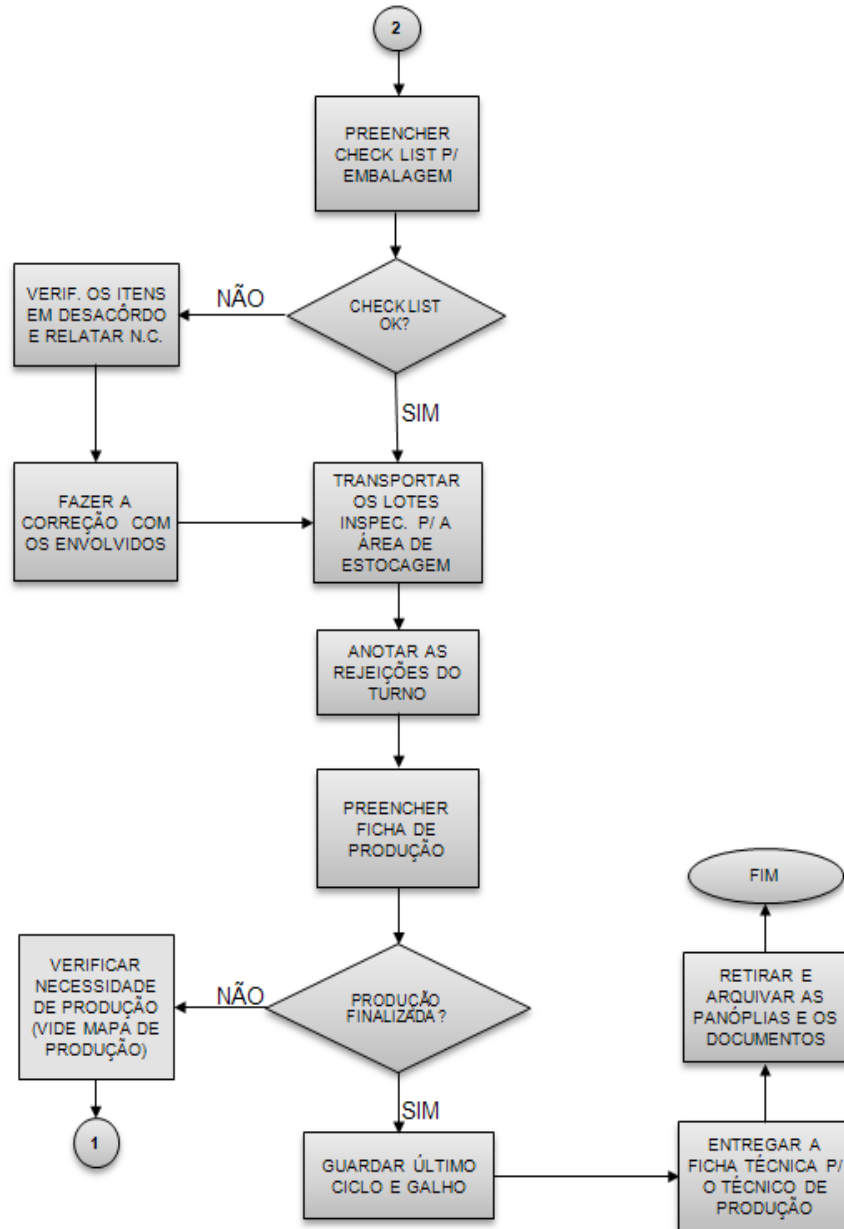 2
PREENCHER
CHECK LIST P/
EMBALAGEM
VERIF. OS ITENS
EM DESACÔRDO
E RELATAR N.C.
NÃO
CHECK LIST
OK?
SIM
FAZER A
CORREÇÃO COM
OS ENVOLVIDOS
TRANSPORTAR
OS LOTES
INSPEC. P/ A
ÁREA DE
ESTOCAGEM
ANOTAR AS
REJEIÇÕES DO
TURNO
PREENCHER
FICHA DE
PRODUÇÃO
FIM
VERIFICAR
NECESSIDADE
DE PRODUÇÃO
(VIDE MAPA DE
PRODUÇÃO)
NÃO
PRODUÇÃO
FINALIZADA?
RETIRAR E
ARQUIVAR AS
PANÓPLIAS E OS
DOCUMENTOS
1
SIM
GUARDAR ÚLTIMO
CICLO E GALHO
ENTREGAR A
FICHA TÉCNICA P/
O TÉCNICO DE
PRODUÇÃO